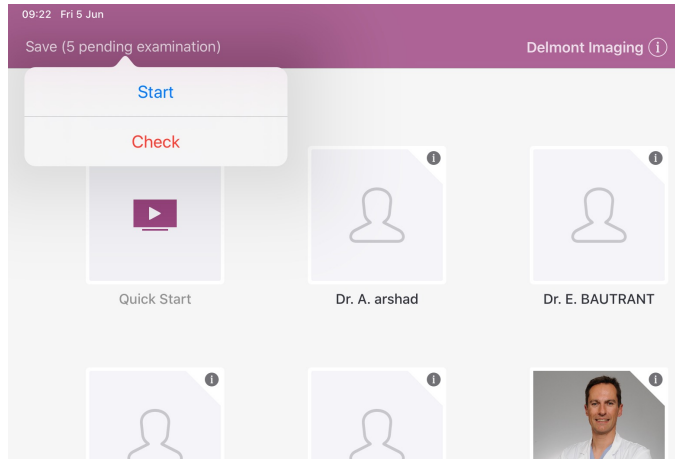 09:22 Fri 5 Jun
Save (5 pending examination)
Delmont Imaging
Start
Check
Quick Start
Dr. A. arshad
Dr. E. BAUTRANT